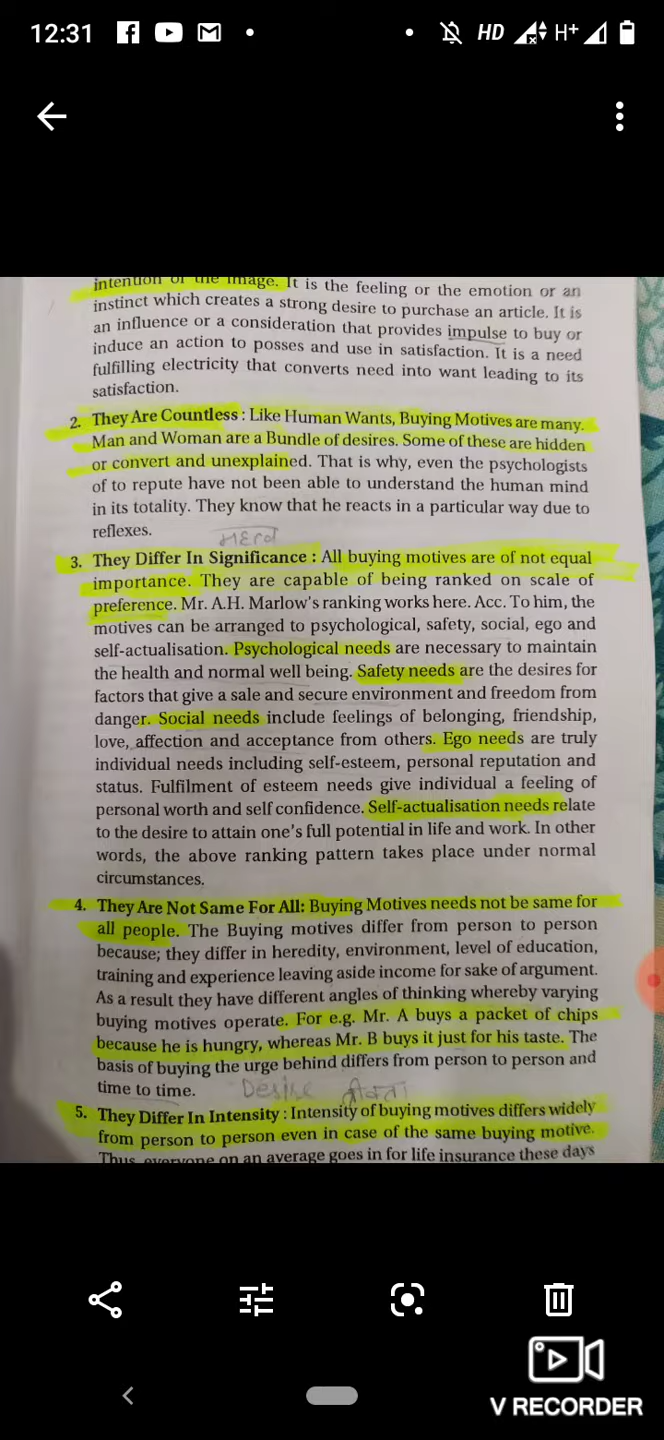 12:31
HD
H+
intention of the image. It is the feeling or the emotion or an
instinct which creates a strong desire to purchase an article. It is
an influence or a consideration that provides impulse to buy or
induce an action to posses and use in satisfaction. It is a need
fulfilling electricity that converts need into want leading to its
satisfaction.
2. They Are Countless : Like Human Wants, Buying Motives are many.
Man and Woman are a Bundle of desires. Some of these are hidden
or convert and unexplained. That is why, even the psychologists
of to repute have not been able to understand the human mind
in its totality. They know that he reacts in a particular way due to
reflexes.
महत्व
3. They Differ In Significance : All buying motives are of not equal
importance. They are capable of being ranked on scale of
preference. Mr. A.H. Marlow's ranking works here. Acc. To him, the
motives can be arranged to psychological, safety, social, ego and
self-actualisation. Psychological needs are necessary to maintain
the health and normal well being. Safety needs are the desires for
factors that give a sale and secure environment and freedom from
danger. Social needs include feelings of belonging, friendship,
love, affection and acceptance from others. Ego needs are truly
individual needs including self-esteem, personal reputation and
status. Fulfilment of esteem needs give individual a feeling of
personal worth and self confidence. Self-actualisation needs relate
to the desire to attain one's full potential in life and work. In other
words, the above ranking pattern takes place under normal
circumstances.
4. They Are Not Same For All: Buying Motives needs not be same for
all people. The Buying motives differ from person to person
because; they differ in heredity, environment, level of education,
training and experience leaving aside income for sake of argument.
As a result they have different angles of thinking whereby varying
buying motives operate. For e.g. Mr. A buys a packet of chips
because he is hungry, whereas Mr. B buys it just for his taste. The
basis of buying the urge behind differs from person to person and
time to time.
Desire तीव्रता
5. They Differ In Intensity : Intensity of buying motives differs widely
from person to person even in case of the same buying motive.
Thus, everyone on an average goes in for life insurance these days
V RECORDER